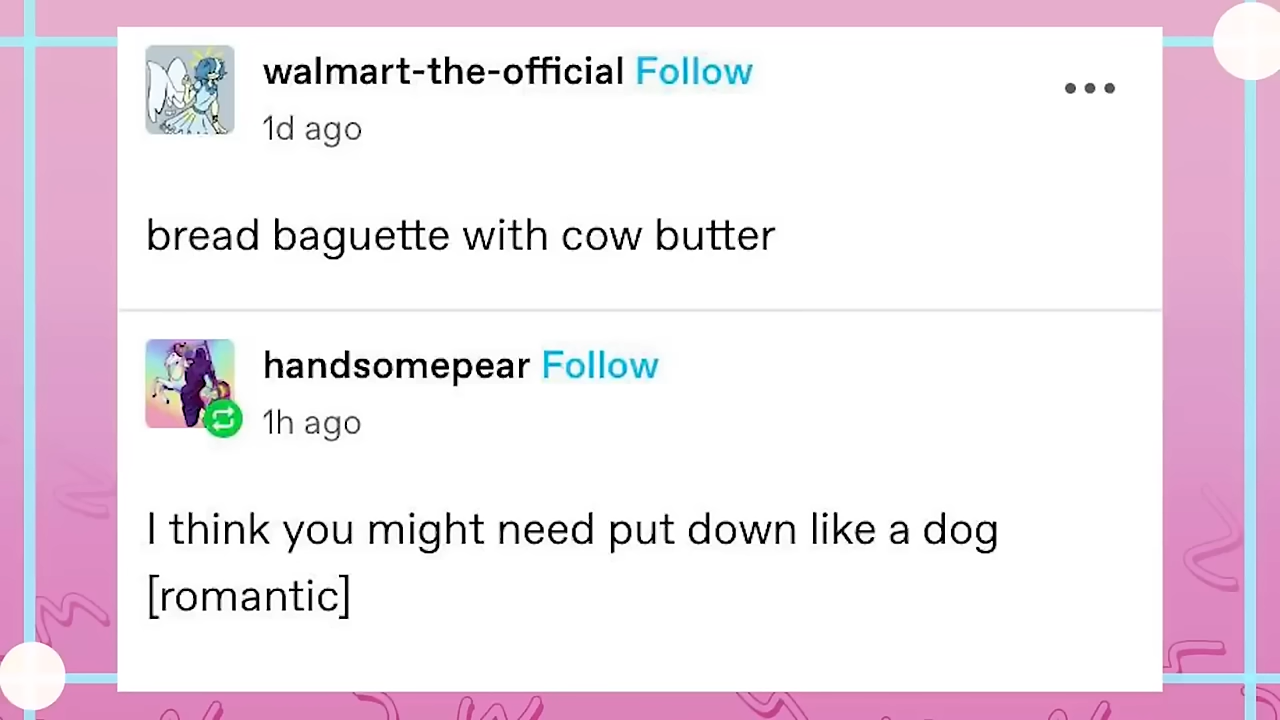 walmart-the-official Follow
1d ago
bread baguette with cow butter
handsomepear Follow
1h ago
I think you might need put down like a dog
[romantic]